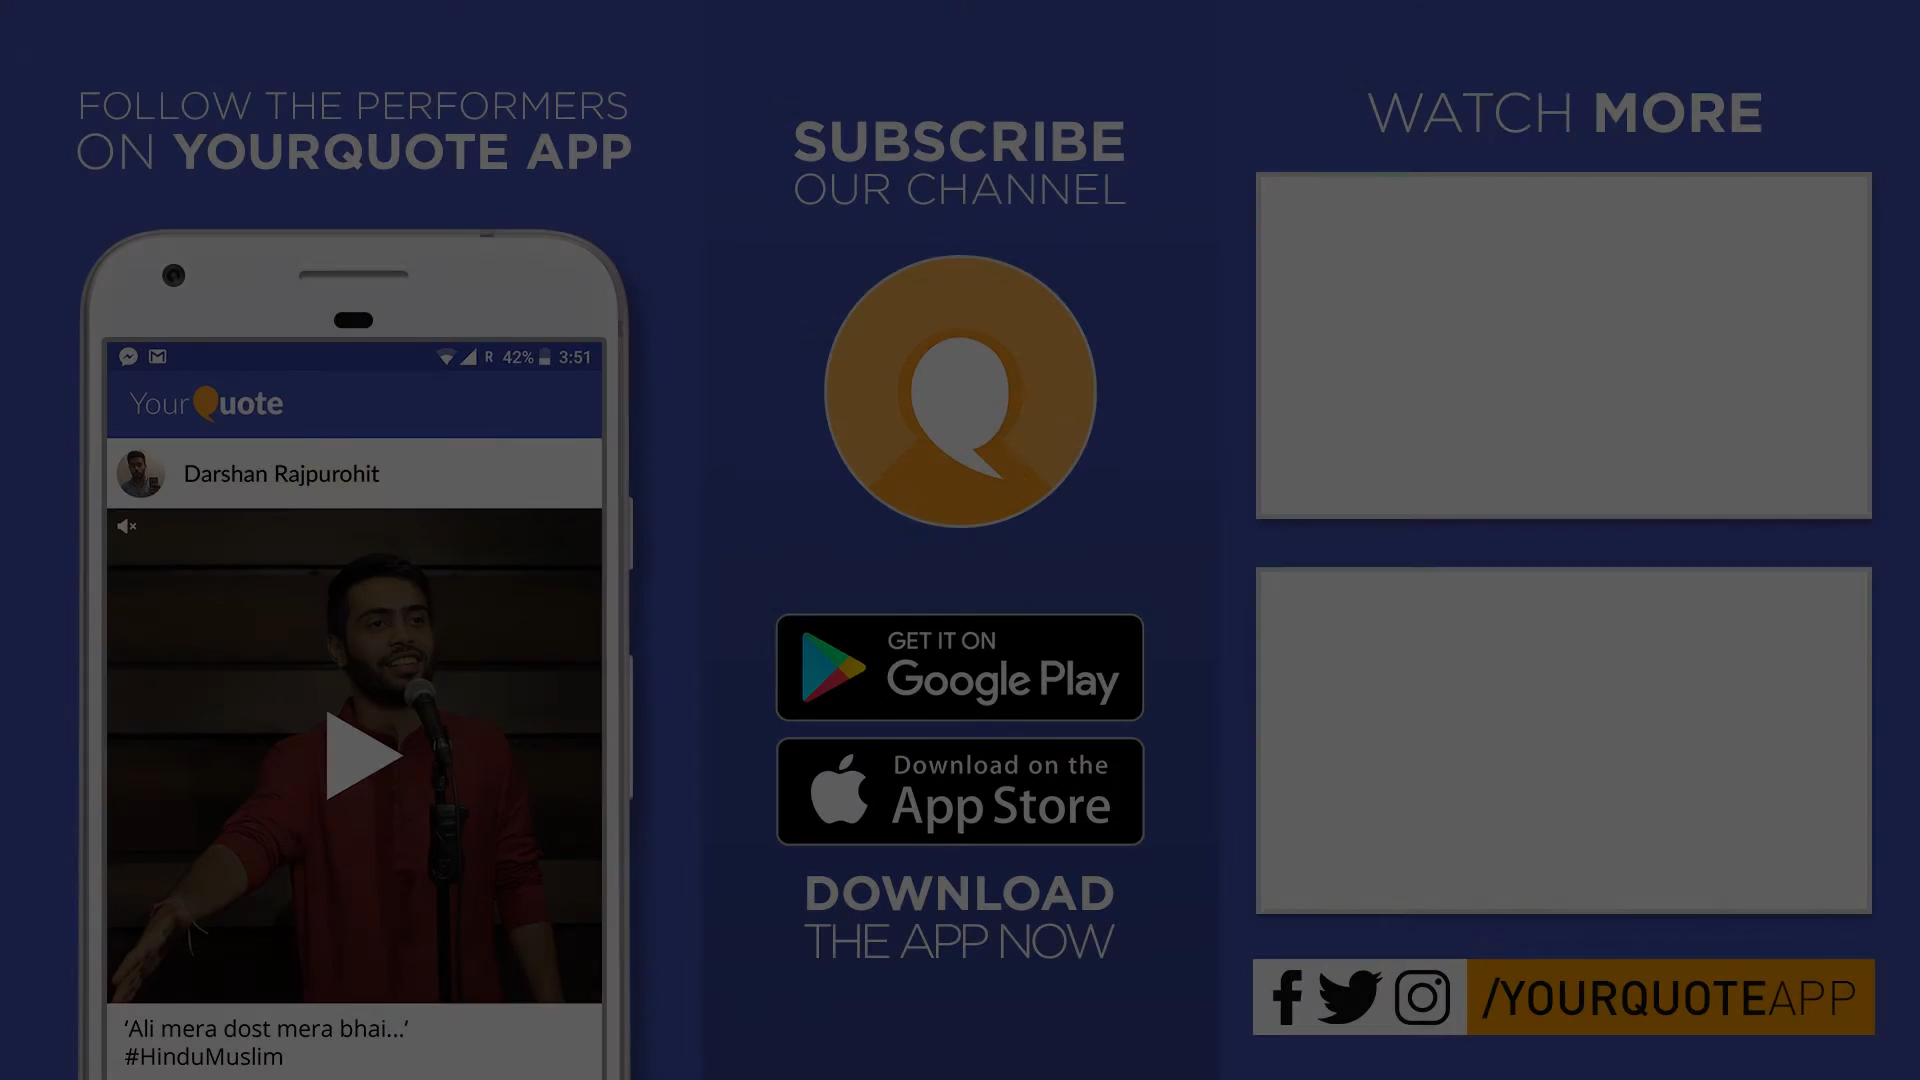 FOLLOW THE PERFORMERS
ON YOURQUOTE APP
R 42% 3:51
YourQuote
Darshan Rajpurohit
‘Ali mera dost mera bhai...’
#HinduMuslim
SUBSCRIBE
OUR CHANNEL
GET IT ON
Google Play
Download on the
App Store
DOWNLOAD
THE APP NOW
WATCH MORE
/YOURQUOTEAPP